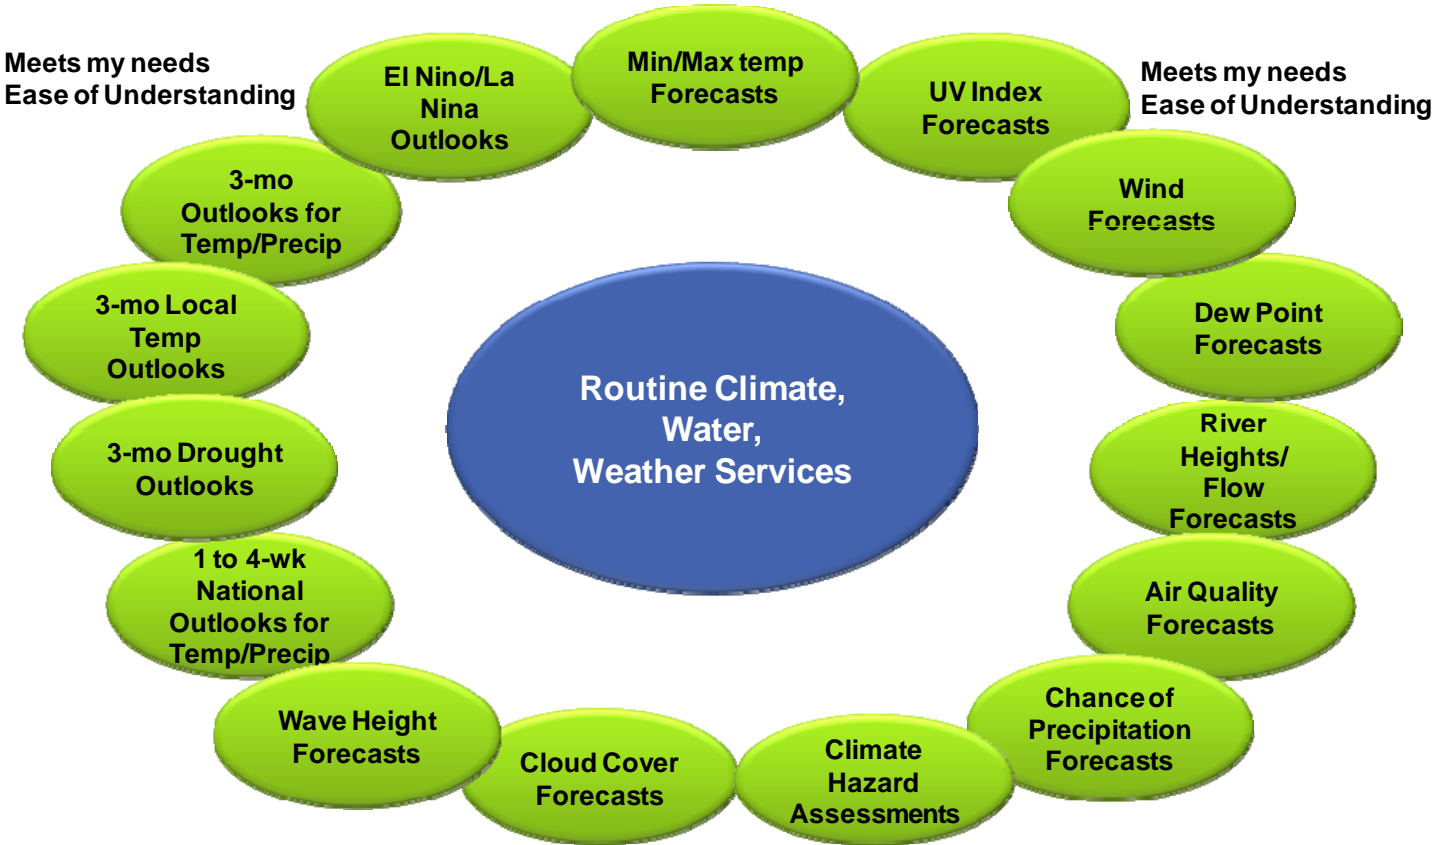 Meets my needs
Ease of Understanding
El Nino/La
Nina
Outlooks
Min/Max temp
Forecasts
UV Index
Forecasts
Meets my needs
Ease of Understanding
3-mo
Outlooks for
Temp/Precip
Wind
Forecasts
3-mo Local
Temp
Outlooks
Dew Point
Forecasts
Routine Climate,
Water,
Weather Services
3-mo Drought
Outlooks
River
Heights/
Flow
Forecasts
1 to 4-wk
National
Outlooks for
Temp/Precip
Air Quality
Forecasts
Wave Height
Forecasts
Cloud Cover
Forecasts
Climate
Hazard
Assessments
Chance of
Precipitation
Forecasts